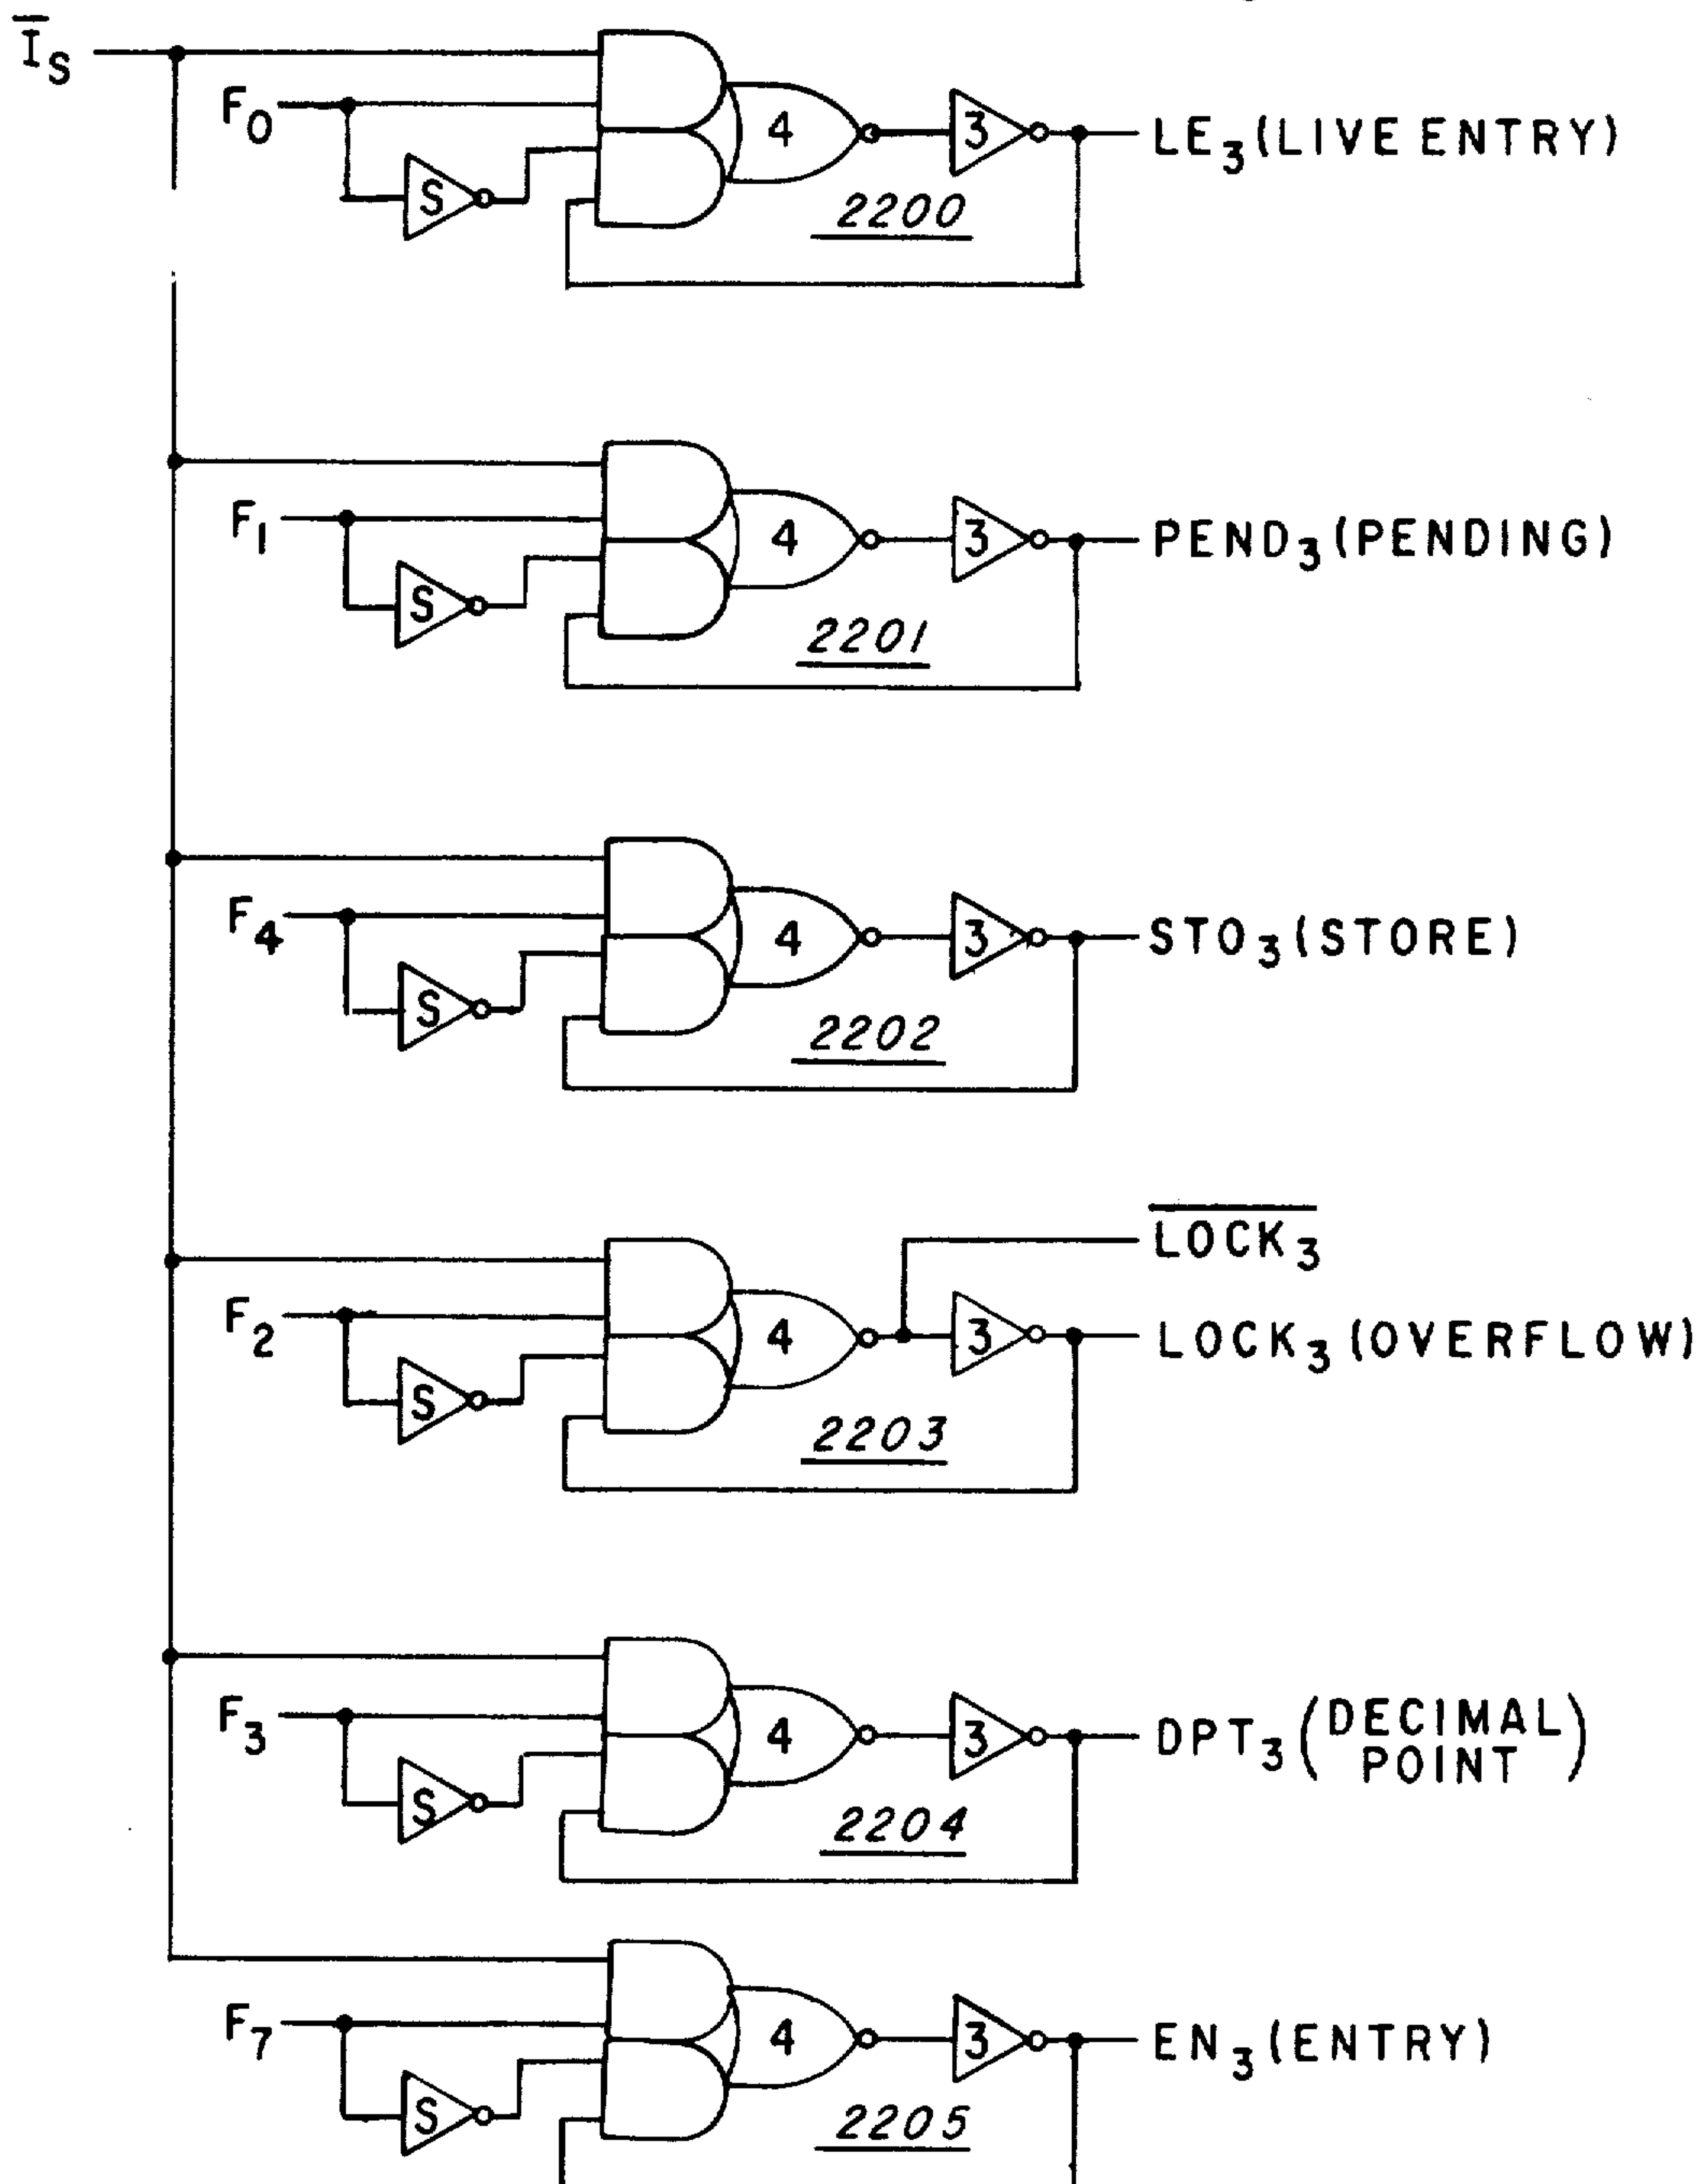 I̅S
F0
4
3
LE3 (LIVE ENTRY)
S
2200
F1
4
3
PEND3 (PENDING)
S
2201
F4
4
3
STO3 (STORE)
S
2202
LOCK3
F2
4
3
LOCK3 (OVERFLOW)
S
2203
F3
4
3
DPT3 (DECIMAL POINT)
S
2204
F7
4
3
EN3 (ENTRY)
S
2205